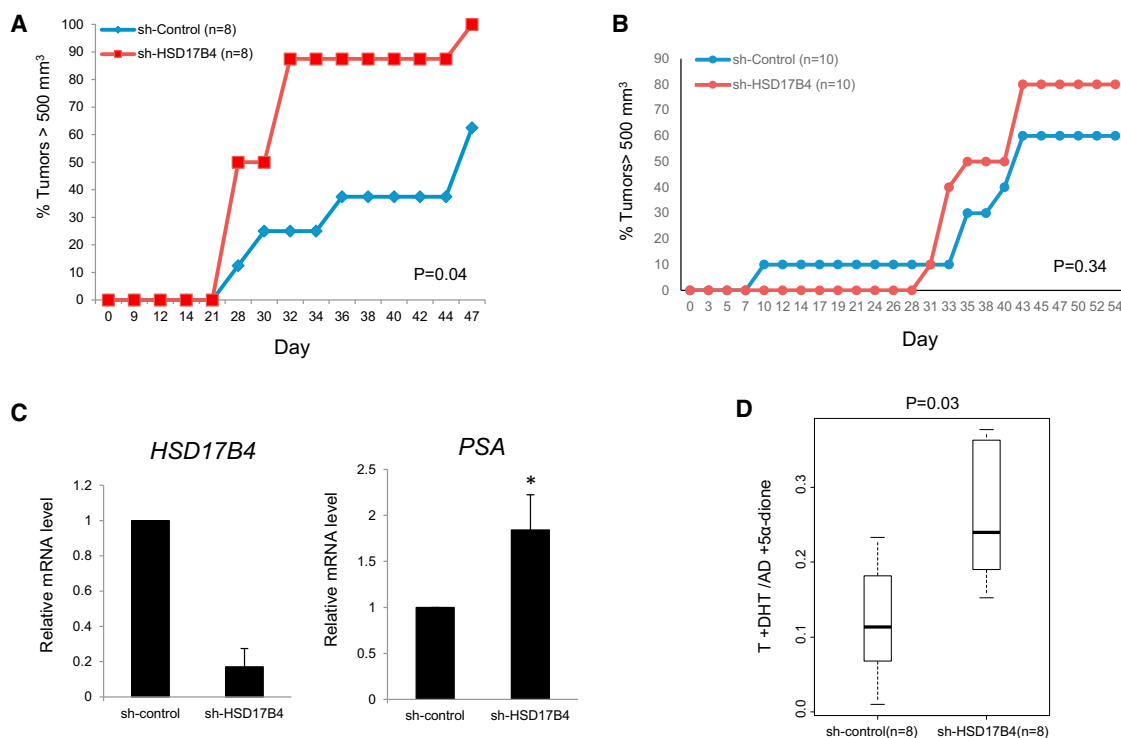 A
sh-Control (n=8)
sh-HSD17B4 (n=8)
% Tumors > 500 mm³
100
90
80
70
60
50
40
30
20
10
0
P=0.04
0 9 12 14 21 28 30 32 34 36 38 40 42 44 47
Day
B
sh-Control (n=10)
sh-HSD17B4 (n=10)
% Tumors> 500 mm³
90
80
70
60
50
40
30
20
10
0
P=0.34
0 3 5 7 10 12 14 17 19 21 24 26 28 31 33 35 38 40 43 45 47 50 52 54
Day
C
HSD17B4
Relative mRNA level
1.2
1
0.8
0.6
0.4
0.2
0
sh-control sh-HSD17B4
PSA
Relative mRNA level
2.5
2
1.5
1
0.5
0
*
sh-control sh-HSD17B4
D
P=0.03
T +DHT /AD +5α-dione
0.3
0.2
0.1
0.0
sh-control(n=8) sh-HSD17B4(n=8)